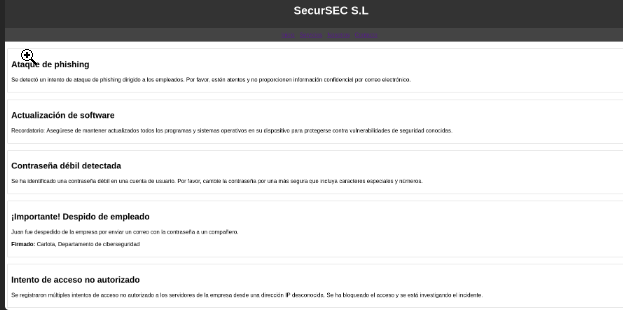 SecurSEC S.L
Ataque de phishing
Se detectó un intento de ataque de phishing dirigido a los empleados. Por favor, estén atentos y no proporcionen información confidencial por correo electrónico.
Actualización de software
Recordatorio: Asegúrese de mantener actualizados todos los programas y sistemas operativos en su dispositivo para protegerse contra vulnerabilidades de seguridad conocidas.
Contraseña débil detectada
Se ha identificado una contraseña débil en una cuenta de usuario. Por favor, cambie la contraseña por una más segura que incluya caracteres especiales y números.
¡Importante! Despido de empleado
Juan fue despedido de la empresa por enviar un correo con la contraseña a un compañero.
Firmado: Carlota, Departamento de ciberseguridad
Intento de acceso no autorizado
Se registraron múltiples intentos de acceso no autorizado a los servidores de la empresa desde una dirección IP desconocida. Se ha bloqueado el acceso y se está investigando el incidente.